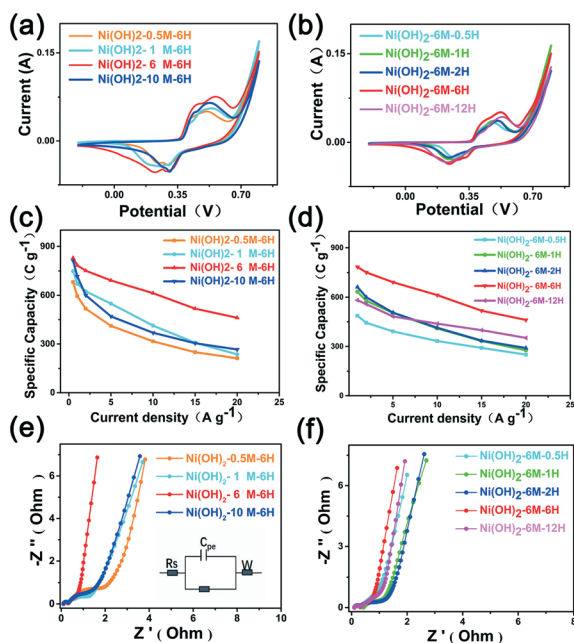 (a)
Ni(OH)2-0.5M-6H
Ni(OH)2- 1 M-6H
Ni(OH)2- 6 M-6H
Ni(OH)2-10 M-6H
0.15
0.00
Current (A)
0.00
0.70
Potential (V)
(b)
Ni(OH)2-6M-0.5H
Ni(OH)2-6M-1H
Ni(OH)2-6M-2H
Ni(OH)2-6M-6H
Ni(OH)2-6M-12H
0.15
0.00
Current (A)
0.00
0.70
Potential (V)
(c)
Ni(OH)2-0.5M-6H
Ni(OH)2- 1 M-6H
Ni(OH)2- 6 M-6H
Ni(OH)2-10 M-6H
900
600
300
0
Specific Capacity (C g-1)
0 5 10 15 20 25
Current density (A g-1)
(d)
Ni(OH)2-6M-0.5H
Ni(OH)2- 6M-1H
Ni(OH)2-6M-2H
Ni(OH)2- 6M-6H
Ni(OH)2-6M-12H
900
600
300
0
Specific Capacity (C g-1)
0 5 10 15 20 25
Current density (A g-1)
(e)
Ni(OH)2-0.5M-6H
Ni(OH)2- 1 M-6H
Ni(OH)2- 6 M-6H
Ni(OH)2-10 M-6H
6
4
2
0
-Z'' (Ohm)
Rs
Cpe
W
0 2 4 6 8 10
Z' (Ohm)
(f)
Ni(OH)2-6M-0.5H
Ni(OH)2-6M-1H
Ni(OH)2-6M-2H
Ni(OH)2-6M-6H
Ni(OH)2-6M-12H
7.5
5.0
2.5
0.0
-Z'' (Ohm)
0 2 4 6 8
Z' (Ohm)